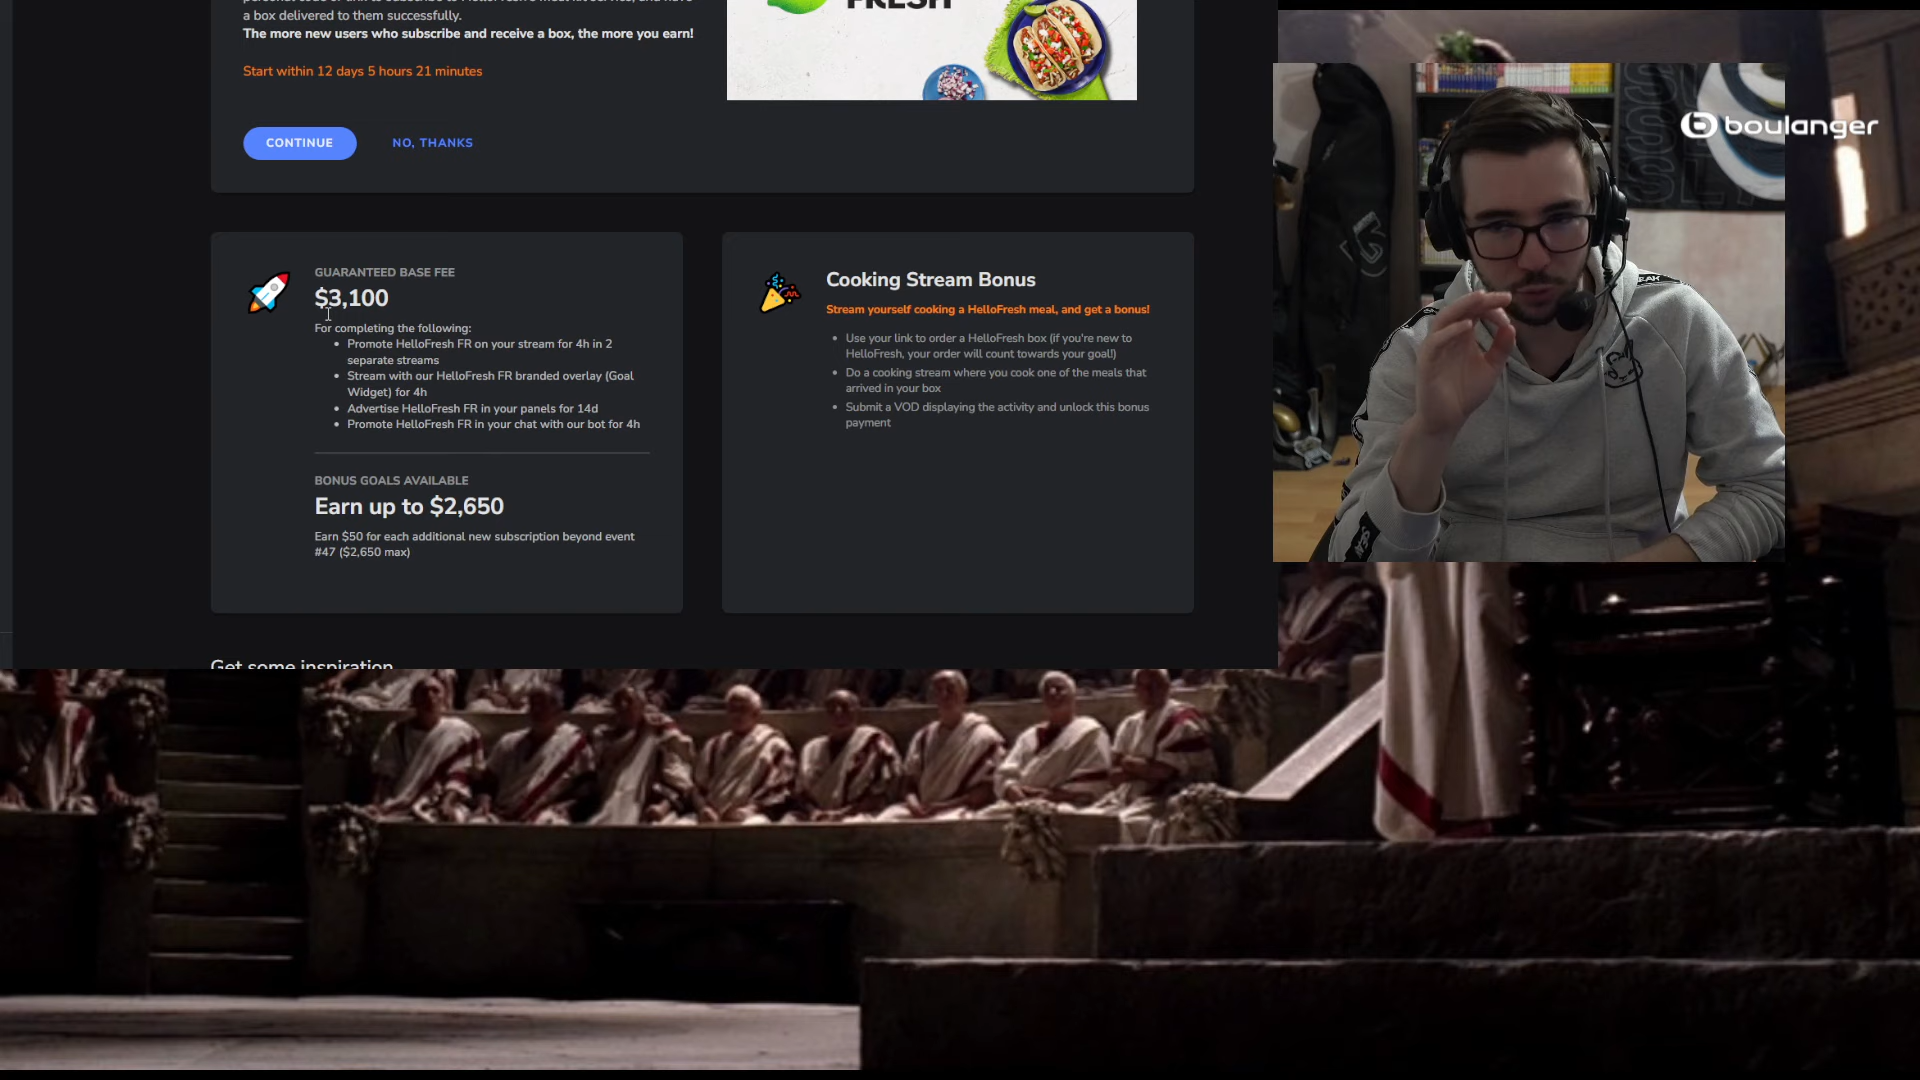 a box delivered to them successfully.
The more new users who subscribe and receive a box, the more you earn!
Start within 12 days 5 hours 21 minutes
CONTINUE
NO, THANKS
FRESH
GUARANTEED BASE FEE
$3,100
For completing the following:
Promote HelloFresh FR on your stream for 4h in 2
separate streams
Stream with our HelloFresh FR branded overlay (Goal
Widget) for 4h
Advertise HelloFresh FR in your panels for 14d
Promote HelloFresh FR in your chat with our bot for 4h
BONUS GOALS AVAILABLE
Earn up to $2,650
Earn $50 for each additional new subscription beyond event
#47 ($2,650 max)
Cooking Stream Bonus
Stream yourself cooking a HelloFresh meal, and get a bonus!
Use your link to order a HelloFresh box (if you're new to
HelloFresh, your order will count towards your goal!)
Do a cooking stream where you cook one of the meals that
arrived in your box
Submit a VOD displaying the activity and unlock this bonus
payment
Get some inspiration
boulanger